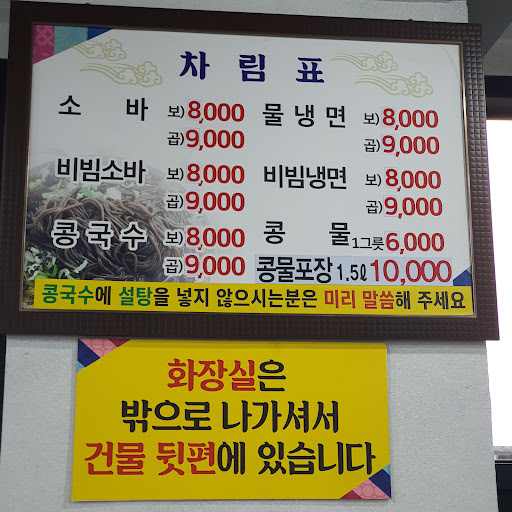 차림표
소 바 보) 8,000 물냉면 보) 8,000
곱) 9,000 곱) 9,000
비빔소바 보) 8,000 비빔냉면 보) 8,000
곱) 9,000 곱) 9,000
콩국수 보) 8,000 콩 물 1그릇 6,000
곱) 9,000 콩물포장 1.5ℓ 10,000
콩국수에 설탕을 넣지 않으시는분은 미리 말씀해 주세요
화장실은
밖으로 나가셔서
건물 뒷편에 있습니다